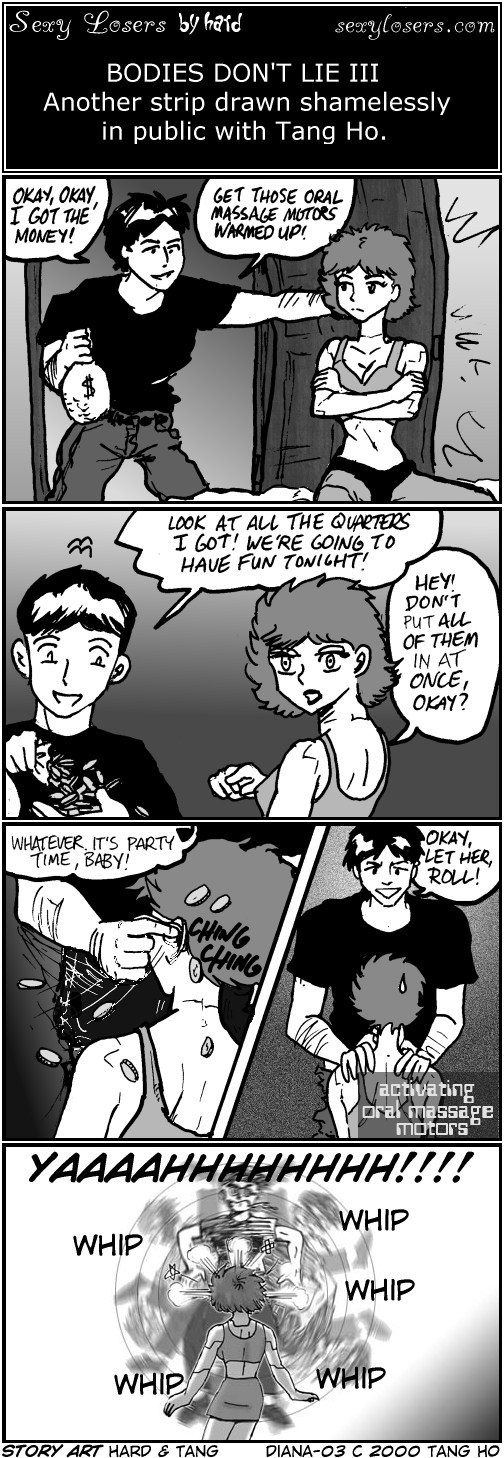 Sexy Losers by hard
sexylosers.com
BODIES DON'T LIE III
Another strip drawn shamelessly
in public with Tang Ho.
OKAY, OKAY,
I GOT THE
MONEY!
GET THOSE ORAL
MASSAGE MOTORS
WARMED UP!
$
LOOK AT ALL THE QUARTERS
I GOT! WE'RE GOING TO
HAVE FUN TONIGHT!
HEY!
DON'T
PUT ALL
OF THEM
IN AT
ONCE,
OKAY?
WHATEVER. IT'S PARTY
TIME, BABY!
CHING
CHING
OKAY,
LET HER
ROLL!
activating
oral massage
motors
YAAAAHHHHHHHH!!!!
WHIP
WHIP
WHIP
WHIP
WHIP
STORY ART HARD & TANG
DIANA-03 C 2000 TANG HO